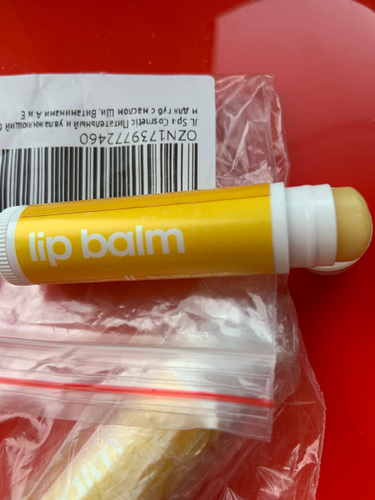 OZN1739772460
JL Spa Cosmetic Питательный и увлажняющий б
м для губ с маслом Ши, Витаминами А и Е
lip balm